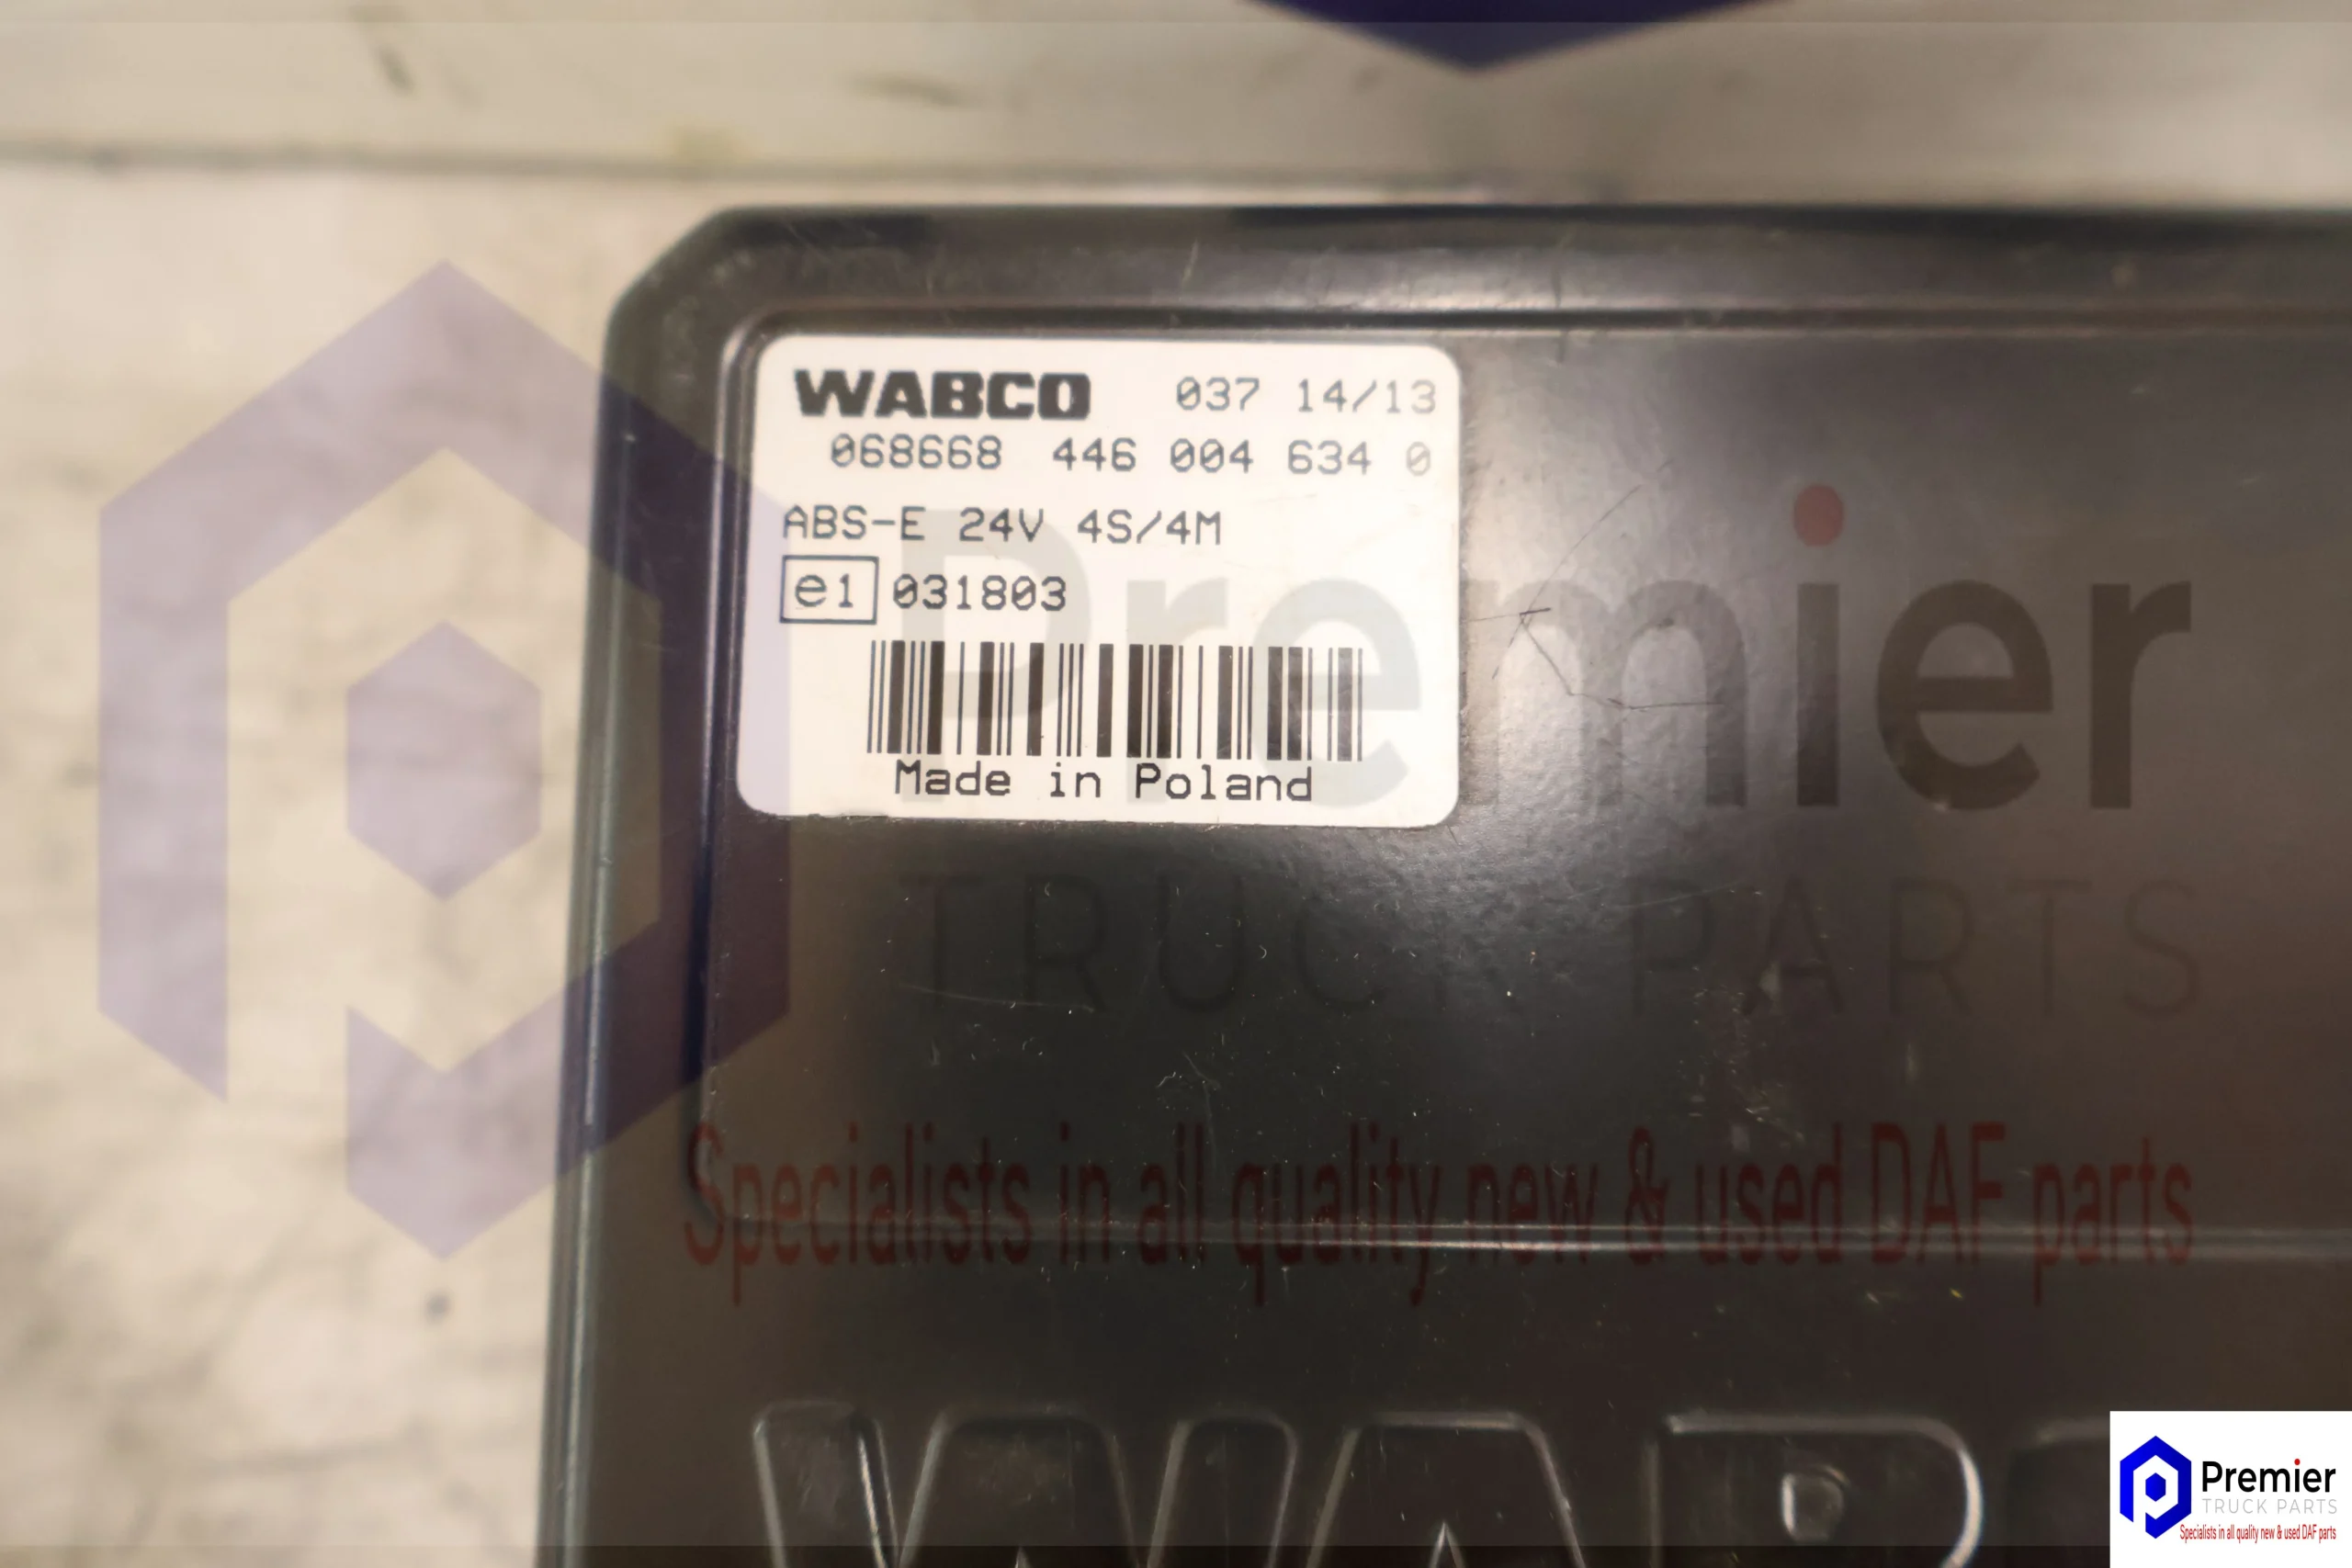 WABCO 037 14/13
068668 446 004 634 0
ABS-E 24V 4S/4M
e1 031803
Made in Poland
Premier
TRUCK PARTS
Specialists in all quality new & used DAF parts
WAB
Premier
TRUCK PARTS
Specialists in all quality new & used DAF parts